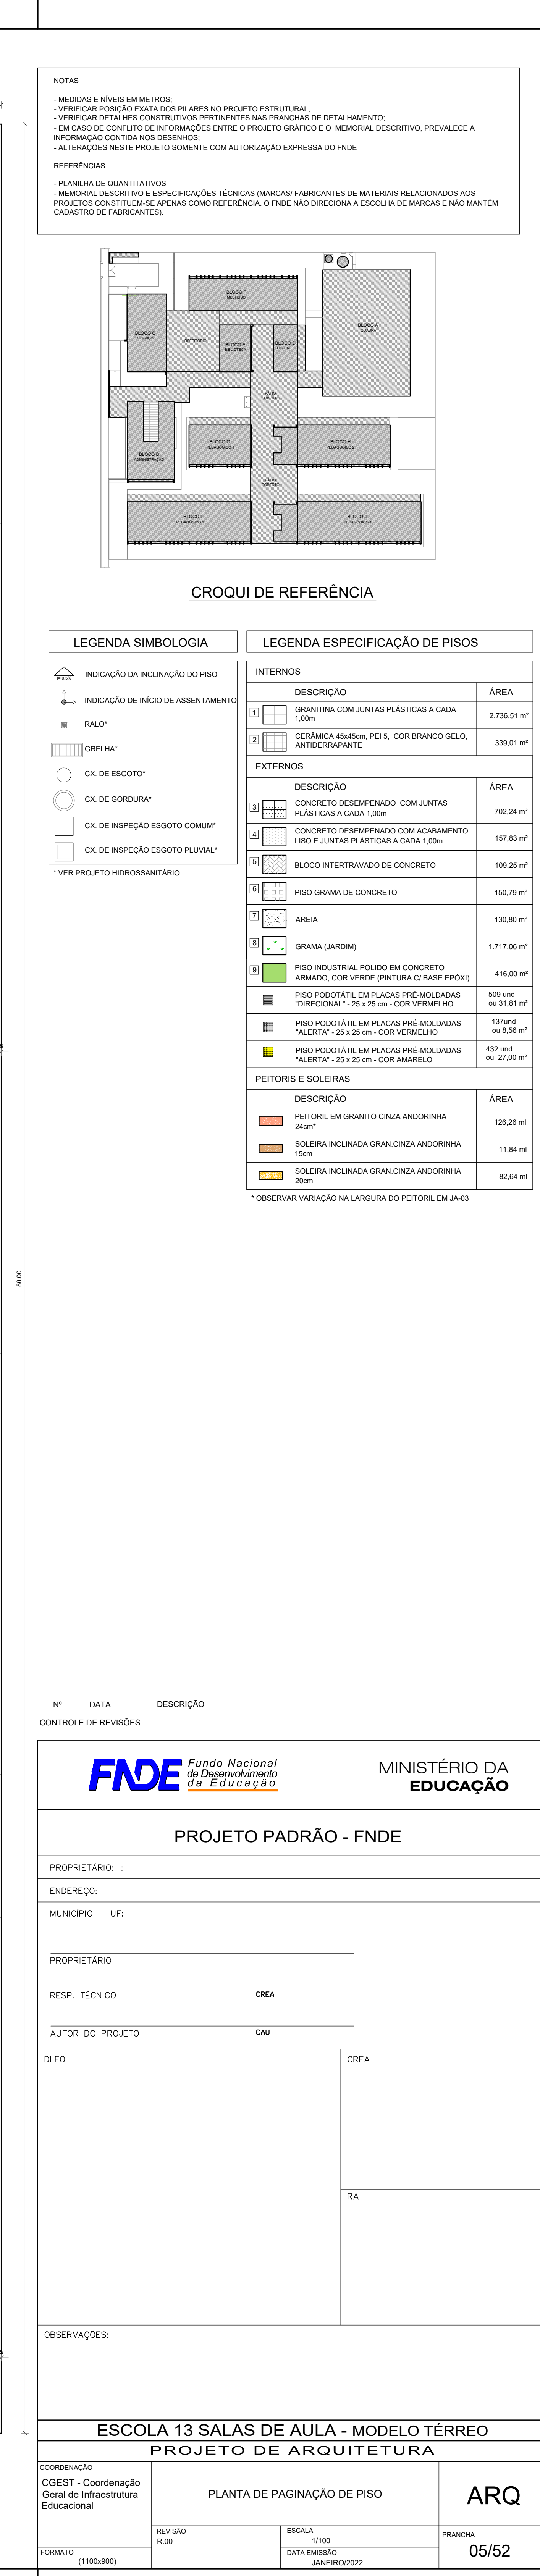 NOTAS
- MEDIDAS E NÍVEIS EM METROS;
- VERIFICAR POSIÇÃO EXATA DOS PILARES NO PROJETO ESTRUTURAL;
- VERIFICAR DETALHES CONSTRUTIVOS PERTINENTES NAS PRANCHAS DE DETALHAMENTO;
- EM CASO DE CONFLITO DE INFORMAÇÕES ENTRE O PROJETO GRÁFICO E O MEMORIAL DESCRITIVO, PREVALECE A
INFORMAÇÃO CONTIDA NOS DESENHOS;
- ALTERAÇÕES NESTE PROJETO SOMENTE COM AUTORIZAÇÃO EXPRESSA DO FNDE
REFERÊNCIAS:
- PLANILHA DE QUANTITATIVOS
- MEMORIAL DESCRITIVO E ESPECIFICAÇÕES TÉCNICAS (MARCAS/ FABRICANTES DE MATERIAIS RELACIONADOS AOS
PROJETOS CONSTITUEM-SE APENAS COMO REFERÊNCIA. O FNDE NÃO DIRECIONA A ESCOLHA DE MARCAS E NÃO MANTÉM
CADASTRO DE FABRICANTES).
BLOCO F
MULTIUSO
BLOCO A
QUADRA
BLOCO C
SERVIÇO
REFEITÓRIO
BLOCO E
BIBLIOTECA
BLOCO D
HIGIENE
PÁTIO
COBERTO
BLOCO G
PEDAGÓGICO 1
BLOCO H
PEDAGÓGICO 2
BLOCO B
ADMINISTRAÇÃO
PÁTIO
COBERTO
BLOCO I
PEDAGÓGICO 3
BLOCO J
PEDAGÓGICO 4
CROQUI DE REFERÊNCIA
LEGENDA SIMBOLOGIA
i= 0,5%
INDICAÇÃO DA INCLINAÇÃO DO PISO
INDICAÇÃO DE INÍCIO DE ASSENTAMENTO
RALO*
GRELHA*
CX. DE ESGOTO*
CX. DE GORDURA*
CX. DE INSPEÇÃO ESGOTO COMUM*
CX. DE INSPEÇÃO ESGOTO PLUVIAL*
* VER PROJETO HIDROSSANITÁRIO
LEGENDA ESPECIFICAÇÃO DE PISOS
INTERNOS
DESCRIÇÃO ÁREA
1 GRANITINA COM JUNTAS PLÁSTICAS A CADA
1,00m 2.736,51 m²
2 CERÂMICA 45x45cm, PEI 5, COR BRANCO GELO,
ANTIDERRAPANTE 339,01 m²
EXTERNOS
DESCRIÇÃO ÁREA
3 CONCRETO DESEMPENADO COM JUNTAS
PLÁSTICAS A CADA 1,00m 702,24 m²
4 CONCRETO DESEMPENADO COM ACABAMENTO
LISO E JUNTAS PLÁSTICAS A CADA 1,00m 157,83 m²
5 BLOCO INTERTRAVADO DE CONCRETO 109,25 m²
6 PISO GRAMA DE CONCRETO 150,79 m²
7 AREIA 130,80 m²
8 GRAMA (JARDIM) 1.717,06 m²
9 PISO INDUSTRIAL POLIDO EM CONCRETO
ARMADO, COR VERDE (PINTURA C/ BASE EPÓXI) 416,00 m²
PISO PODOTÁTIL EM PLACAS PRÉ-MOLDADAS 509 und
"DIRECIONAL" - 25 x 25 cm - COR VERMELHO ou 31,81 m²
PISO PODOTÁTIL EM PLACAS PRÉ-MOLDADAS 137und
"ALERTA" - 25 x 25 cm - COR VERMELHO ou 8,56 m²
PISO PODOTÁTIL EM PLACAS PRÉ-MOLDADAS 432 und
"ALERTA" - 25 x 25 cm - COR AMARELO ou 27,00 m²
PEITORIS E SOLEIRAS
DESCRIÇÃO ÁREA
PEITORIL EM GRANITO CINZA ANDORINHA
24cm* 126,26 ml
SOLEIRA INCLINADA GRAN.CINZA ANDORINHA
15cm 11,84 ml
SOLEIRA INCLINADA GRAN.CINZA ANDORINHA
20cm 82,64 ml
* OBSERVAR VARIAÇÃO NA LARGURA DO PEITORIL EM JA-03
80.00
Nº DATA DESCRIÇÃO
CONTROLE DE REVISÕES
FNDE
Fundo Nacional
de Desenvolvimento
da Educação
MINISTÉRIO DA
EDUCAÇÃO
PROJETO PADRÃO - FNDE
PROPRIETÁRIO: :
ENDEREÇO:
MUNICÍPIO – UF:
PROPRIETÁRIO
RESP. TÉCNICO CREA
AUTOR DO PROJETO CAU
DLFO
CREA
RA
OBSERVAÇÕES:
ESCOLA 13 SALAS DE AULA - MODELO TÉRREO
PROJETO DE ARQUITETURA
COORDENAÇÃO
CGEST - Coordenação
Geral de Infraestrutura
Educacional
PLANTA DE PAGINAÇÃO DE PISO
ARQ
REVISÃO
R.00
ESCALA
1/100
PRANCHA
05/52
FORMATO
(1100x900)
DATA EMISSÃO
JANEIRO/2022